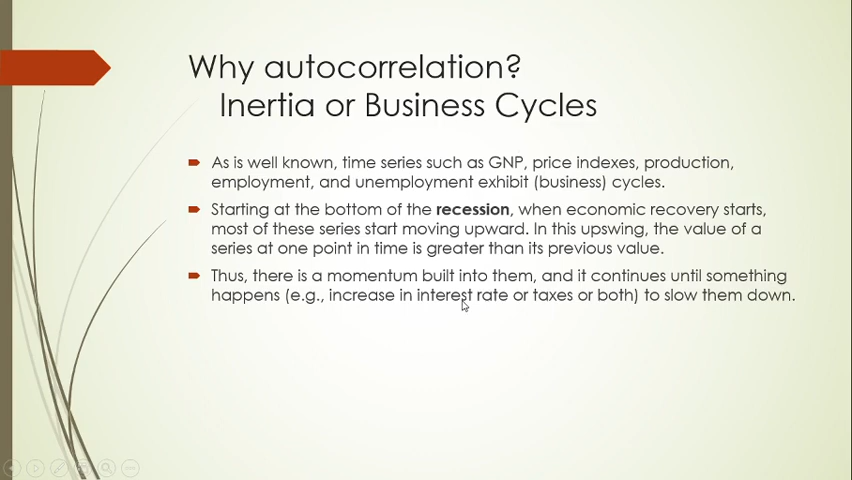 Why autocorrelation?
Inertia or Business Cycles
As is well known, time series such as GNP, price indexes, production,
employment, and unemployment exhibit (business) cycles.
Starting at the bottom of the recession, when economic recovery starts,
most of these series start moving upward. In this upswing, the value of a
series at one point in time is greater than its previous value.
Thus, there is a momentum built into them, and it continues until something
happens (e.g., increase in interest rate or taxes or both) to slow them down.